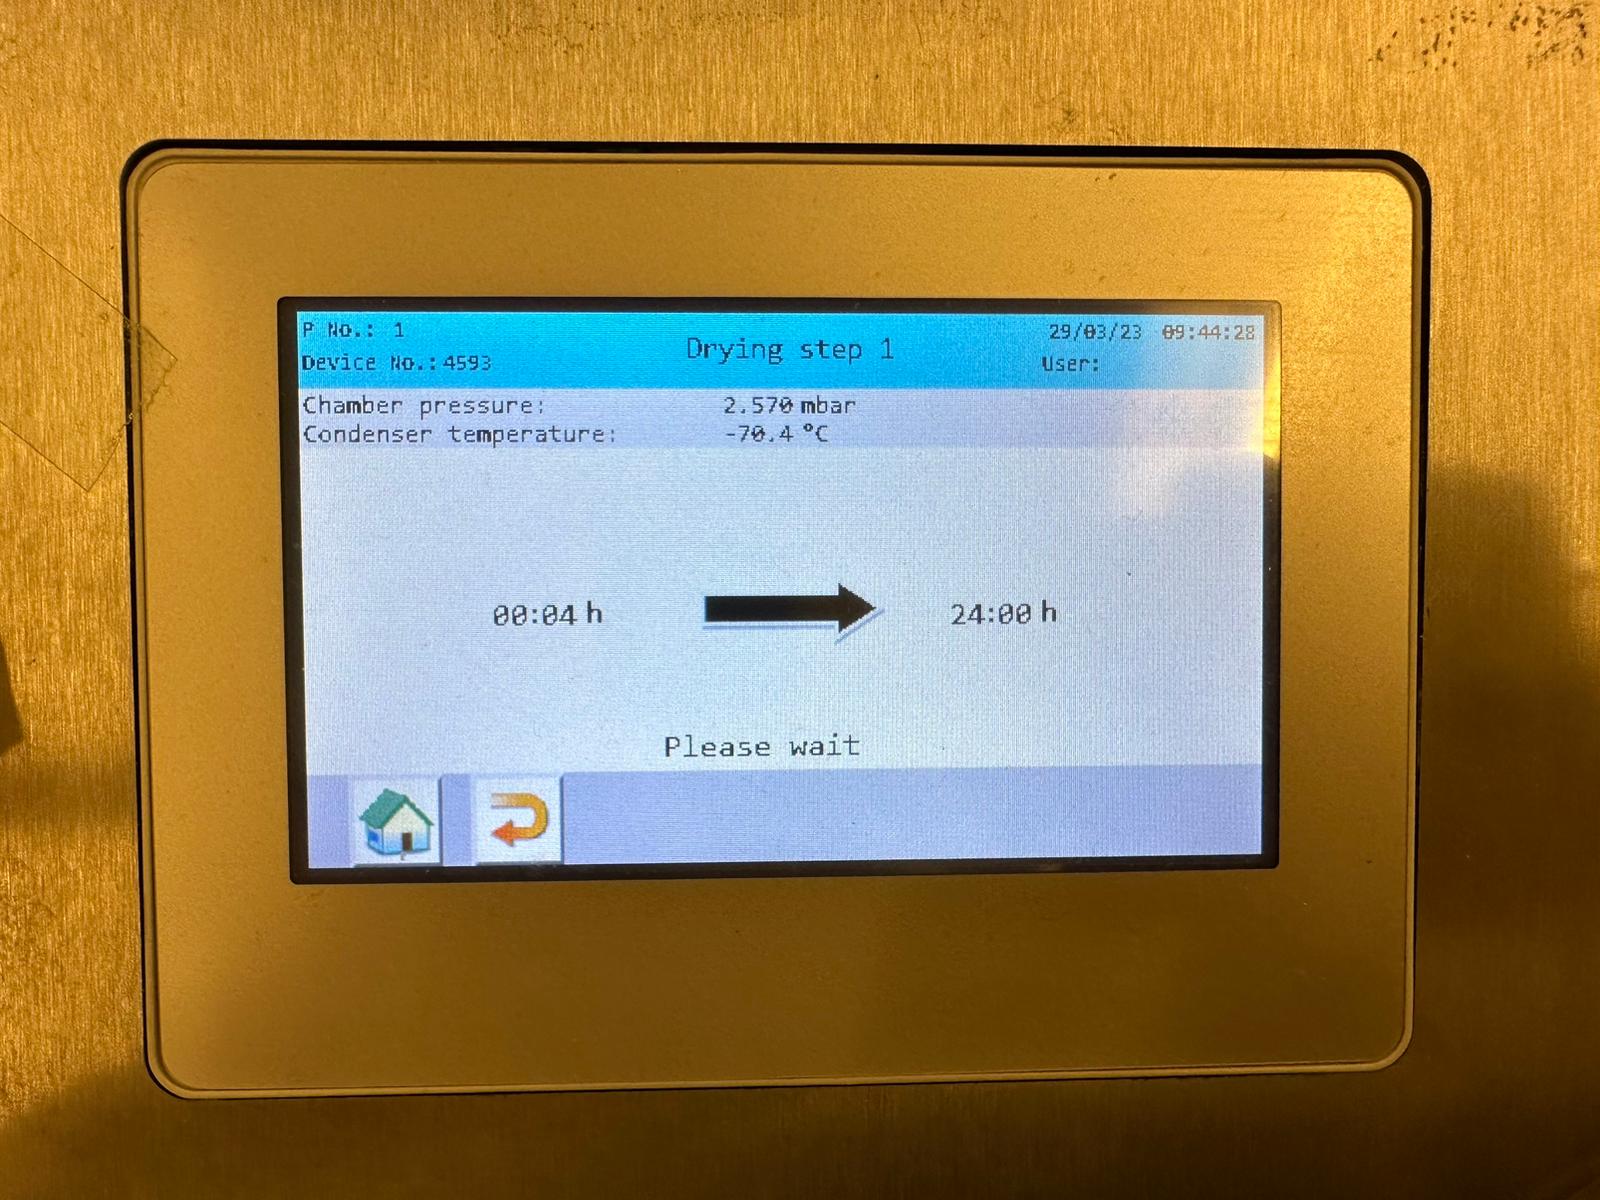 P No.: 1
Device No.:4593
Drying step 1
29/03/23 09:44:28
User:
Chamber pressure: 2.570 mbar
Condenser temperature: -70.4 °C
00:04 h 24:00 h
Please wait